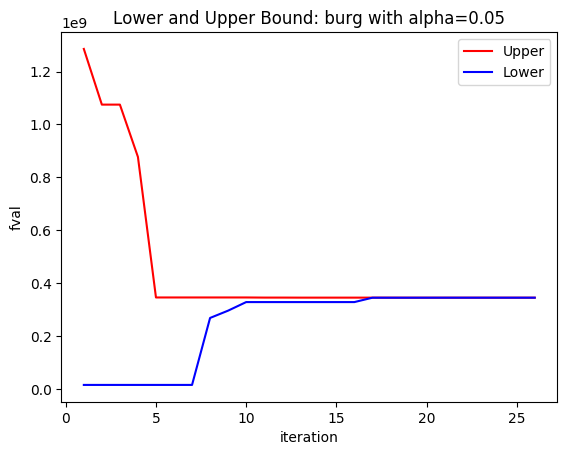 Lower and Upper Bound: burg with alpha=0.05
1e9
Upper
Lower
1.2
1.0
0.8
0.6
0.4
0.2
0.0
fval
0 5 10 15 20 25
iteration